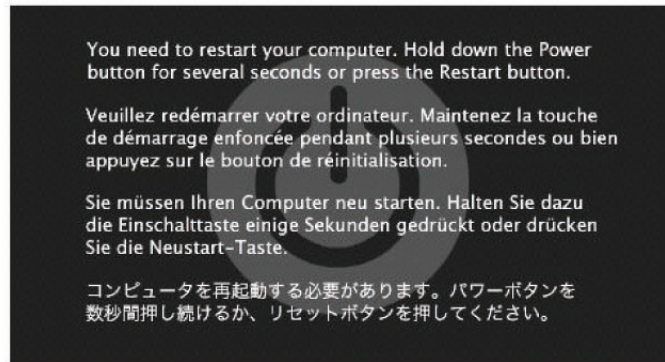 You need to restart your computer. Hold down the Power
button for several seconds or press the Restart button.
Veuillez redémarrer votre ordinateur. Maintenez la touche
de démarrage enfoncée pendant plusieurs secondes ou bien
appuyez sur le bouton de réinitialisation.
Sie müssen Ihren Computer neu starten. Halten Sie dazu
die Einschalttaste einige Sekunden gedrückt oder drücken
Sie die Neustart-Taste.
コンピュータを再起動する必要があります。パワーボタンを
数秒間押し続けるか、リセットボタンを押してください。